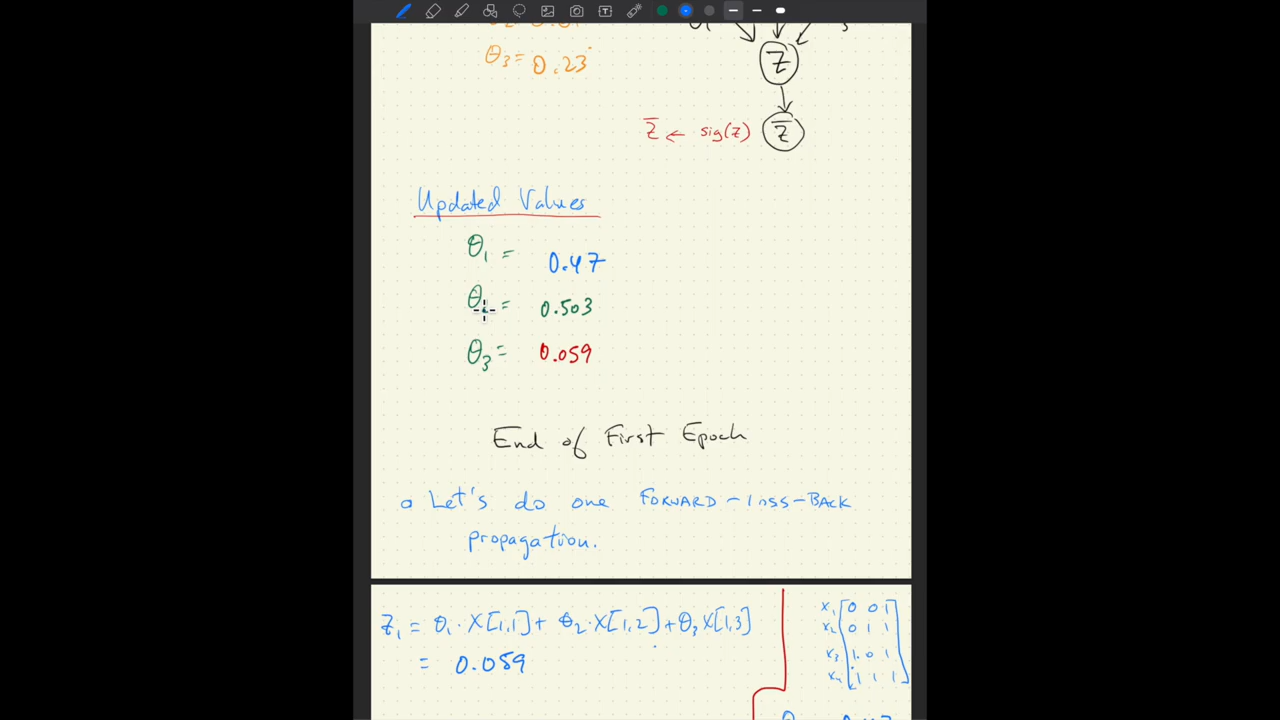 θ₃ = 0.23
Z
Z̄ ← sig(z)
Z̄
Updated Values
θ₁ = 0.47
θ₂ = 0.503
θ₃ = 0.059
End of First Epoch
Let's do one FORWARD-loss-BACK
propagation.
Z₁ = θ₁ · X[1,1] + θ₂ · X[1,2] + θ₃ X[1,3]
= 0.059
x₁ [0 0 1]
x₂ 0 1 1
x₃ 1 0 1
x₄ 1 1 1